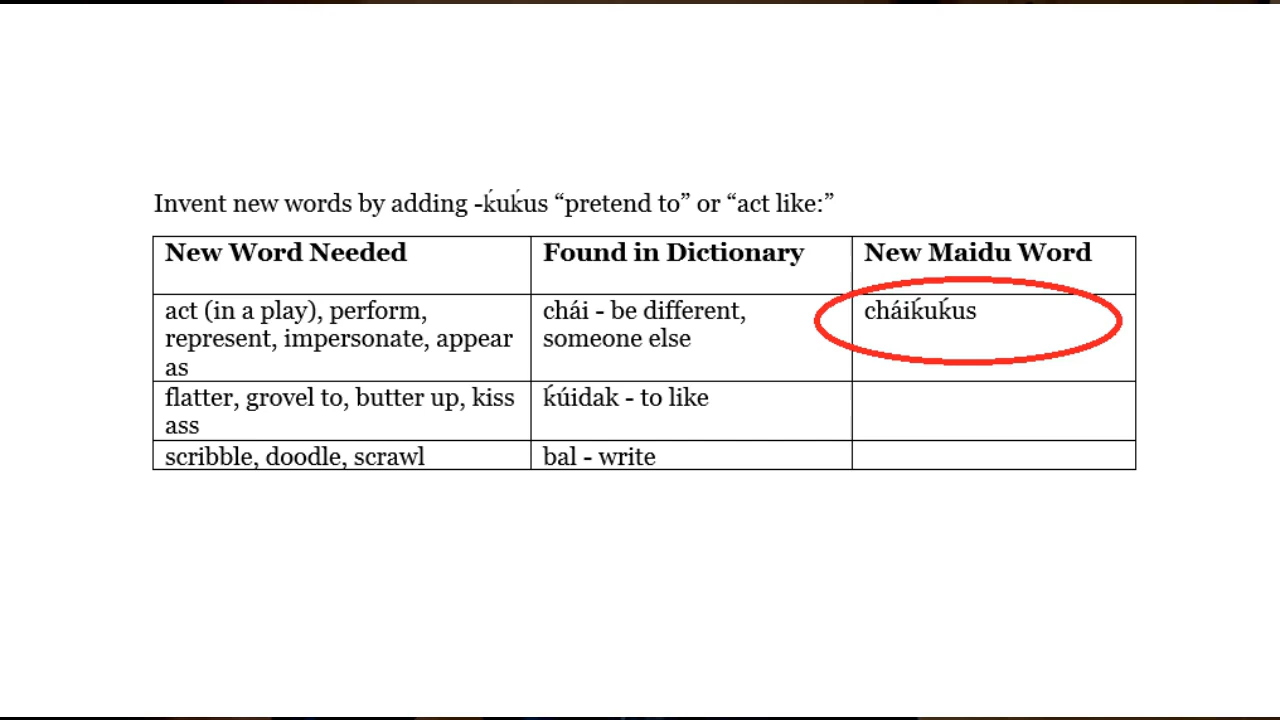 Invent new words by adding -ḱuḱus “pretend to” or “act like:”
New Word Needed Found in Dictionary New Maidu Word
act (in a play), perform, chái - be different, cháiḱuḱus
represent, impersonate, appear someone else
as
flatter, grovel to, butter up, kiss ḱúidak - to like
ass
scribble, doodle, scrawl bal - write